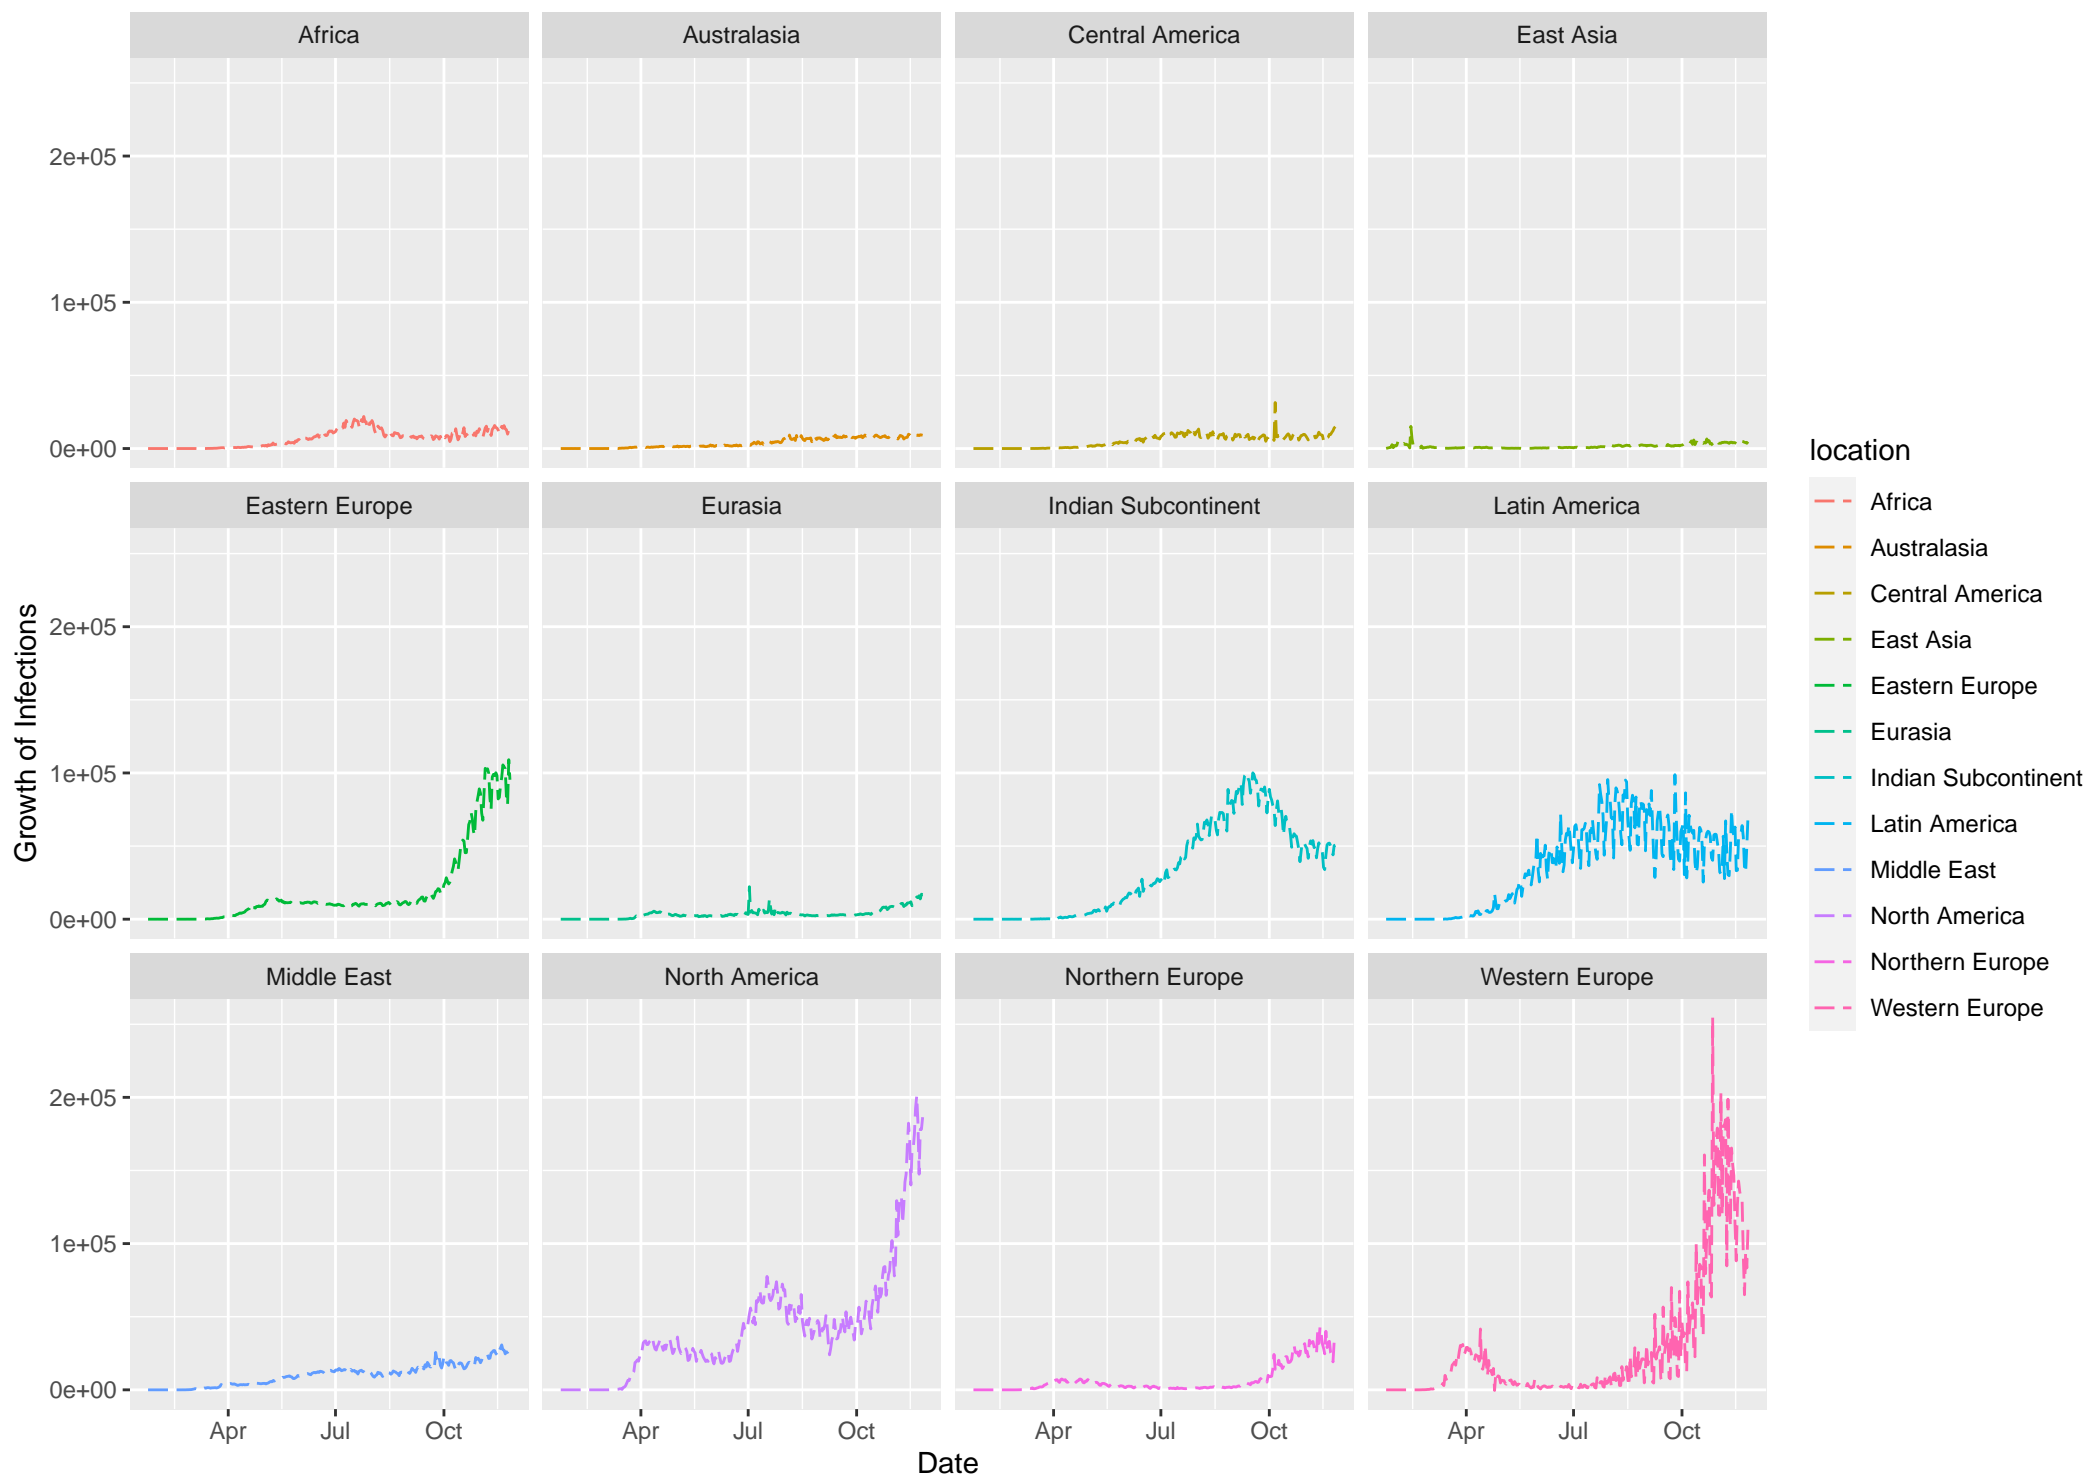 Africa
Australasia
Central America
East Asia
2e+05
1e+05
0e+00
Eastern Europe
Eurasia
Indian Subcontinent
Latin America
2e+05
1e+05
0e+00
Middle East
North America
Northern Europe
Western Europe
2e+05
1e+05
0e+00
Apr Jul Oct
Apr Jul Oct
Apr Jul Oct
Apr Jul Oct
Date
Growth of Infections
location
Africa
Australasia
Central America
East Asia
Eastern Europe
Eurasia
Indian Subcontinent
Latin America
Middle East
North America
Northern Europe
Western Europe